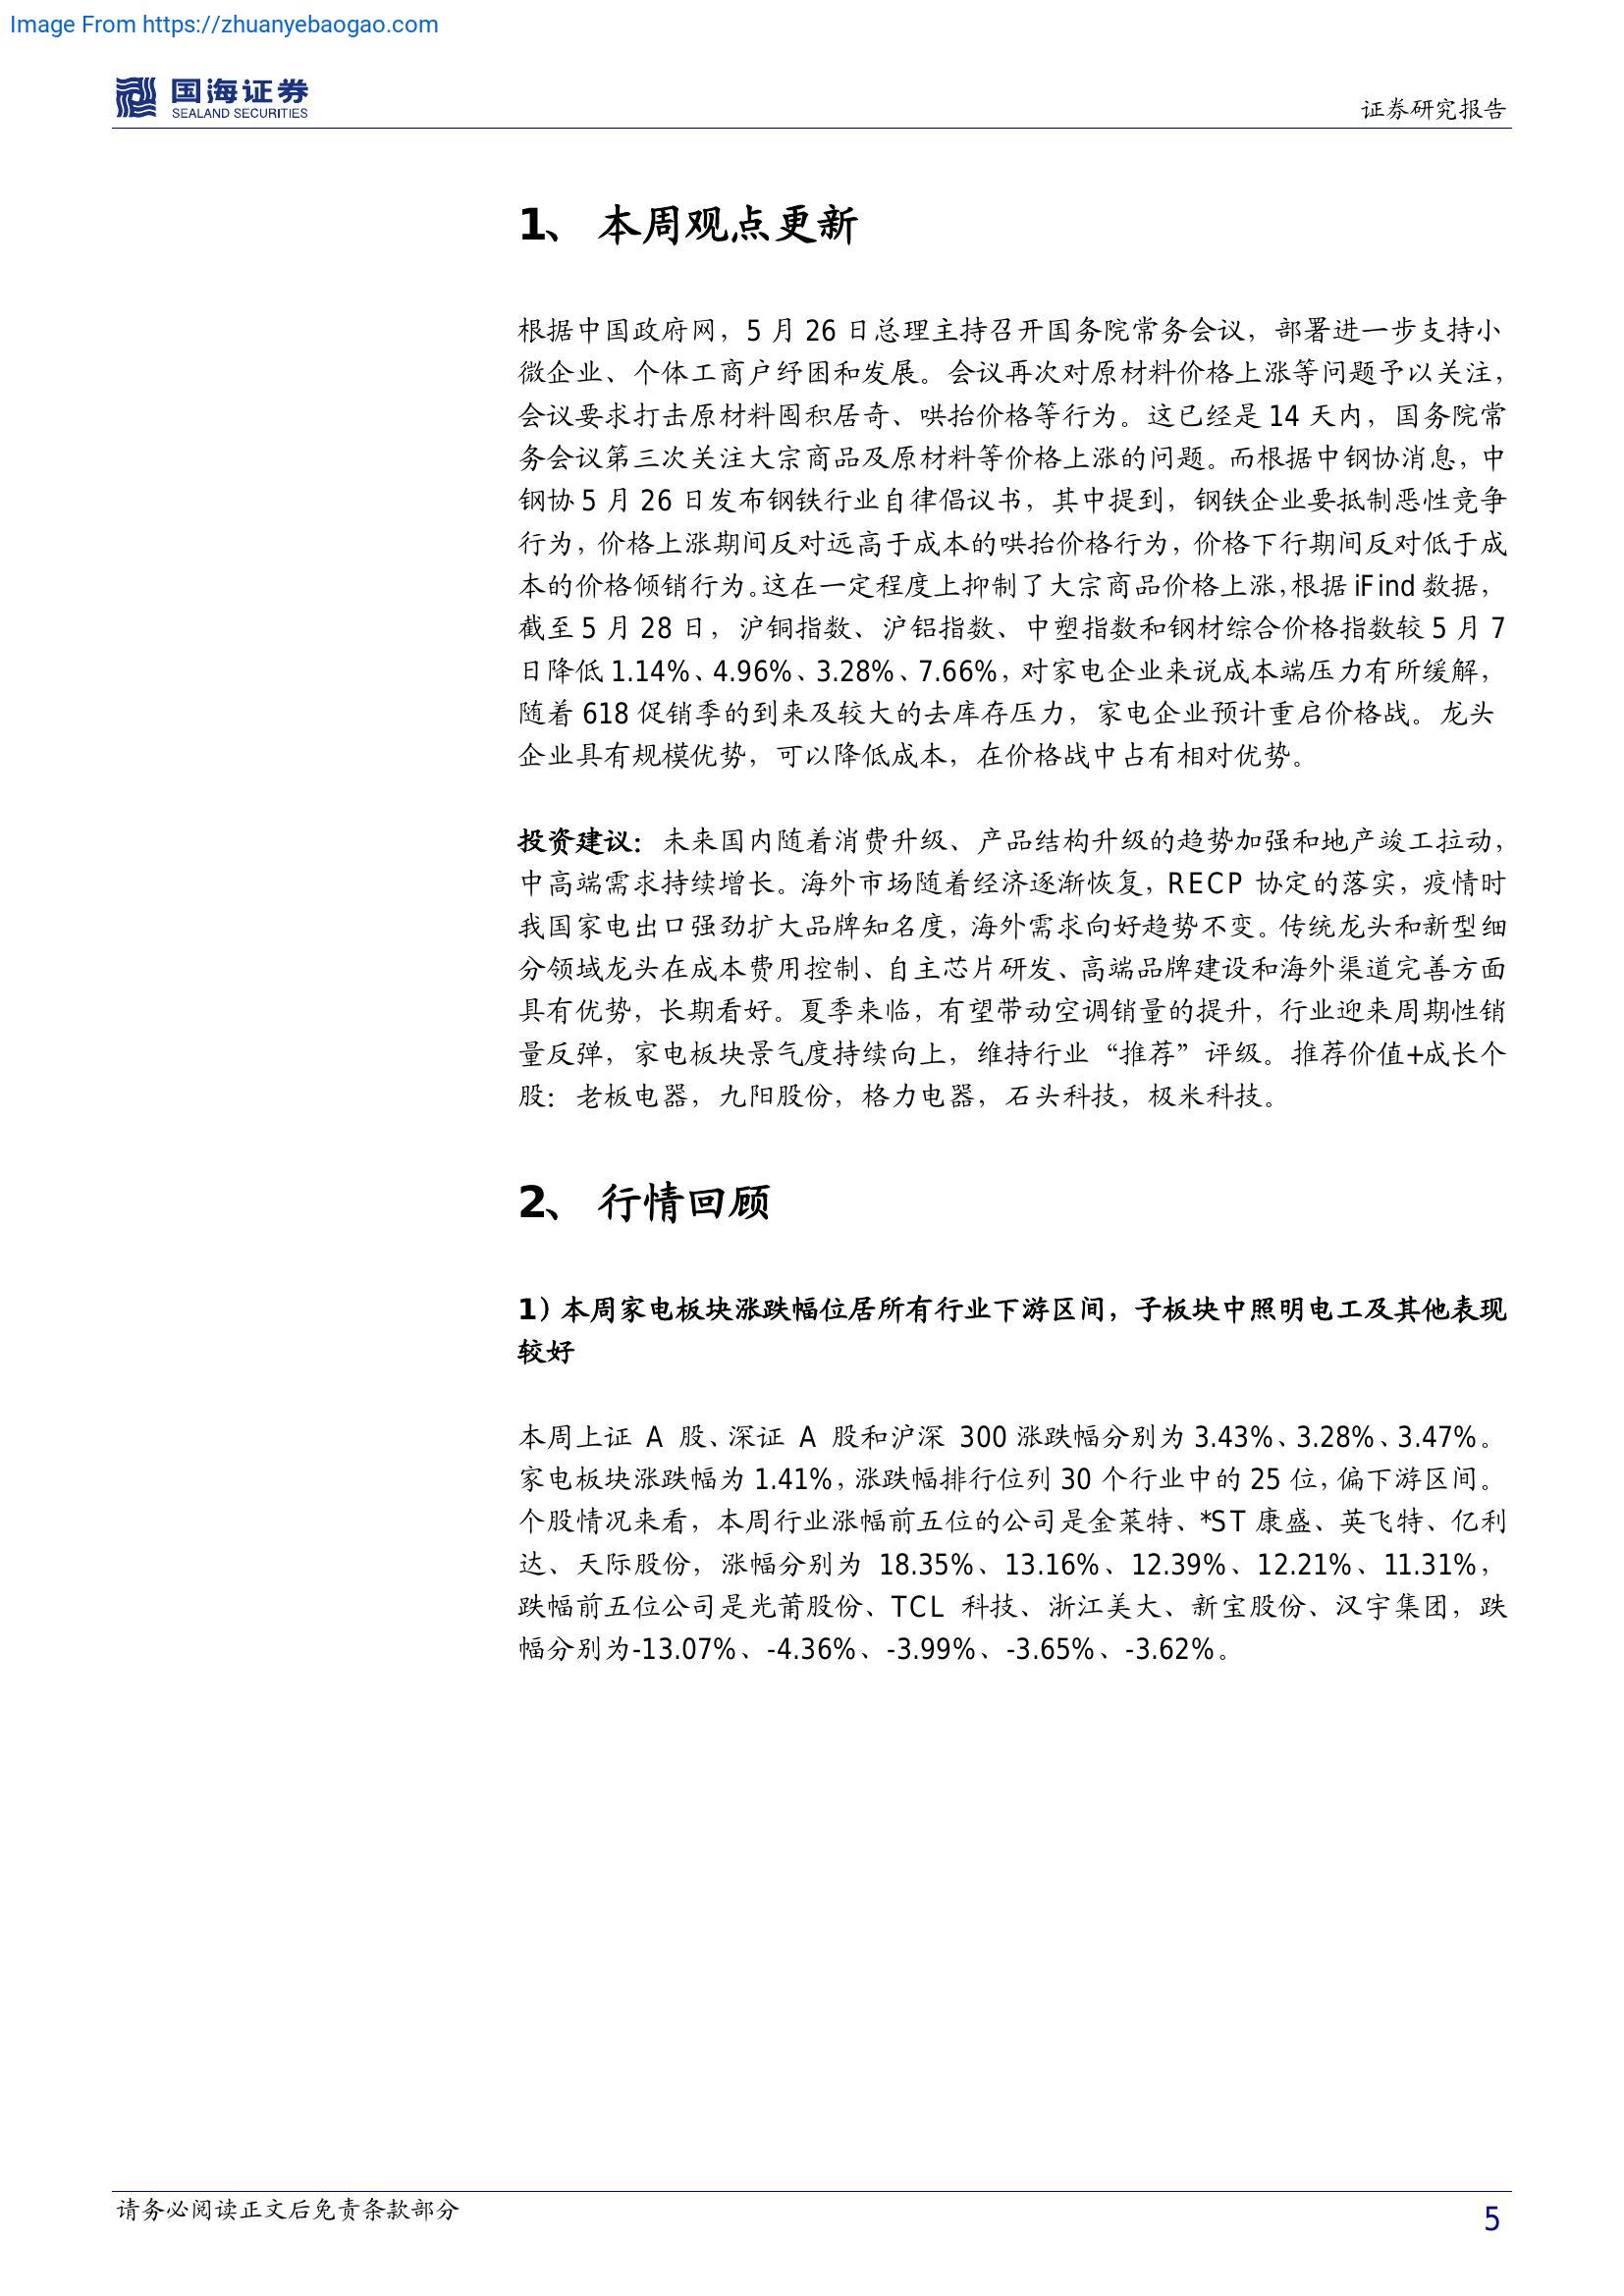 Image From https://zhuanyebaogao.com
国海证券
SEALAND SECURITIES
证券研究报告
1、 本周观点更新
根据中国政府网，5 月 26 日总理主持召开国务院常务会议，部署进一步支持小
微企业、个体工商户纾困和发展。会议再次对原材料价格上涨等问题予以关注，
会议要求打击原材料囤积居奇、哄抬价格等行为。这已经是 14 天内，国务院常
务会议第三次关注大宗商品及原材料等价格上涨的问题。而根据中钢协消息，中
钢协 5 月 26 日发布钢铁行业自律倡议书，其中提到，钢铁企业要抵制恶性竞争
行为，价格上涨期间反对远高于成本的哄抬价格行为，价格下行期间反对低于成
本的价格倾销行为。这在一定程度上抑制了大宗商品价格上涨，根据 iFind 数据，
截至 5 月 28 日，沪铜指数、沪铝指数、中塑指数和钢材综合价格指数较 5 月 7
日降低 1.14%、4.96%、3.28%、7.66%，对家电企业来说成本端压力有所缓解，
随着 618 促销季的到来及较大的去库存压力，家电企业预计重启价格战。龙头
企业具有规模优势，可以降低成本，在价格战中占有相对优势。
投资建议：未来国内随着消费升级、产品结构升级的趋势加强和地产竣工拉动，
中高端需求持续增长。海外市场随着经济逐渐恢复，RECP 协定的落实，疫情时
我国家电出口强劲扩大品牌知名度，海外需求向好趋势不变。传统龙头和新型细
分领域龙头在成本费用控制、自主芯片研发、高端品牌建设和海外渠道完善方面
具有优势，长期看好。夏季来临，有望带动空调销量的提升，行业迎来周期性销
量反弹，家电板块景气度持续向上，维持行业“推荐”评级。推荐价值+成长个
股：老板电器，九阳股份，格力电器，石头科技，极米科技。
2、 行情回顾
1）本周家电板块涨跌幅位居所有行业下游区间，子板块中照明电工及其他表现
较好
本周上证 A 股、深证 A 股和沪深 300 涨跌幅分别为 3.43%、3.28%、3.47%。
家电板块涨跌幅为 1.41%，涨跌幅排行位列 30 个行业中的 25 位，偏下游区间。
个股情况来看，本周行业涨幅前五位的公司是金莱特、*ST 康盛、英飞特、亿利
达、天际股份，涨幅分别为 18.35%、13.16%、12.39%、12.21%、11.31%，
跌幅前五位公司是光莆股份、TCL 科技、浙江美大、新宝股份、汉宇集团，跌
幅分别为-13.07%、-4.36%、-3.99%、-3.65%、-3.62%。
请务必阅读正文后免责条款部分
5